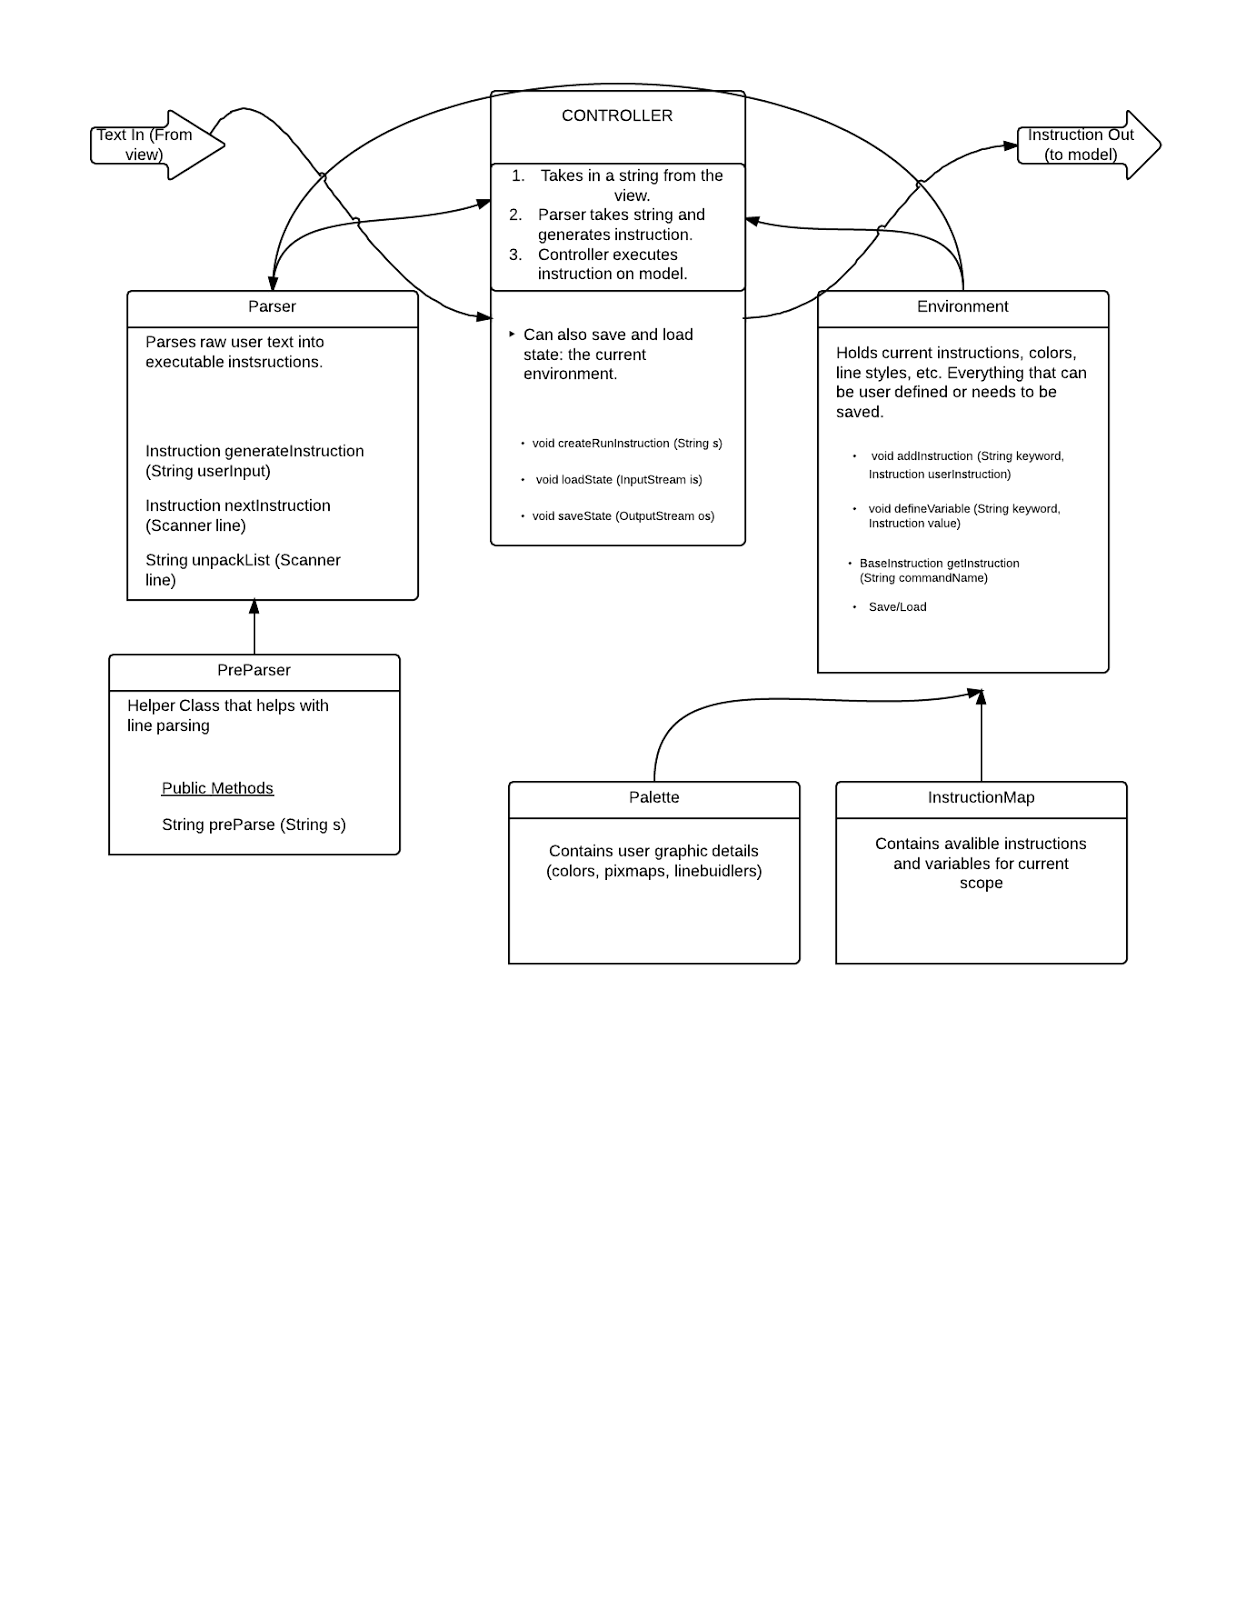 Text In (From
view)
CONTROLLER
1. Takes in a string from the
view.
2. Parser takes string and
generates instruction.
3. Controller executes
instruction on model.
‣ Can also save and load
state: the current
environment.
• void createRunInstruction (String s)
• void loadState (InputStream is)
• void saveState (OutputStream os)
Instruction Out
(to model)
Parser
Parses raw user text into
executable instsructions.
Instruction generateInstruction
(String userInput)
Instruction nextInstruction
(Scanner line)
String unpackList (Scanner
line)
Environment
Holds current instructions, colors,
line styles, etc. Everything that can
be user defined or needs to be
saved.
• void addInstruction (String keyword,
Instruction userInstruction)
• void defineVariable (String keyword,
Instruction value)
• BaseInstruction getInstruction
(String commandName)
• Save/Load
PreParser
Helper Class that helps with
line parsing
Public Methods
String preParse (String s)
Palette
Contains user graphic details
(colors, pixmaps, linebuidlers)
InstructionMap
Contains avalible instructions
and variables for current
scope